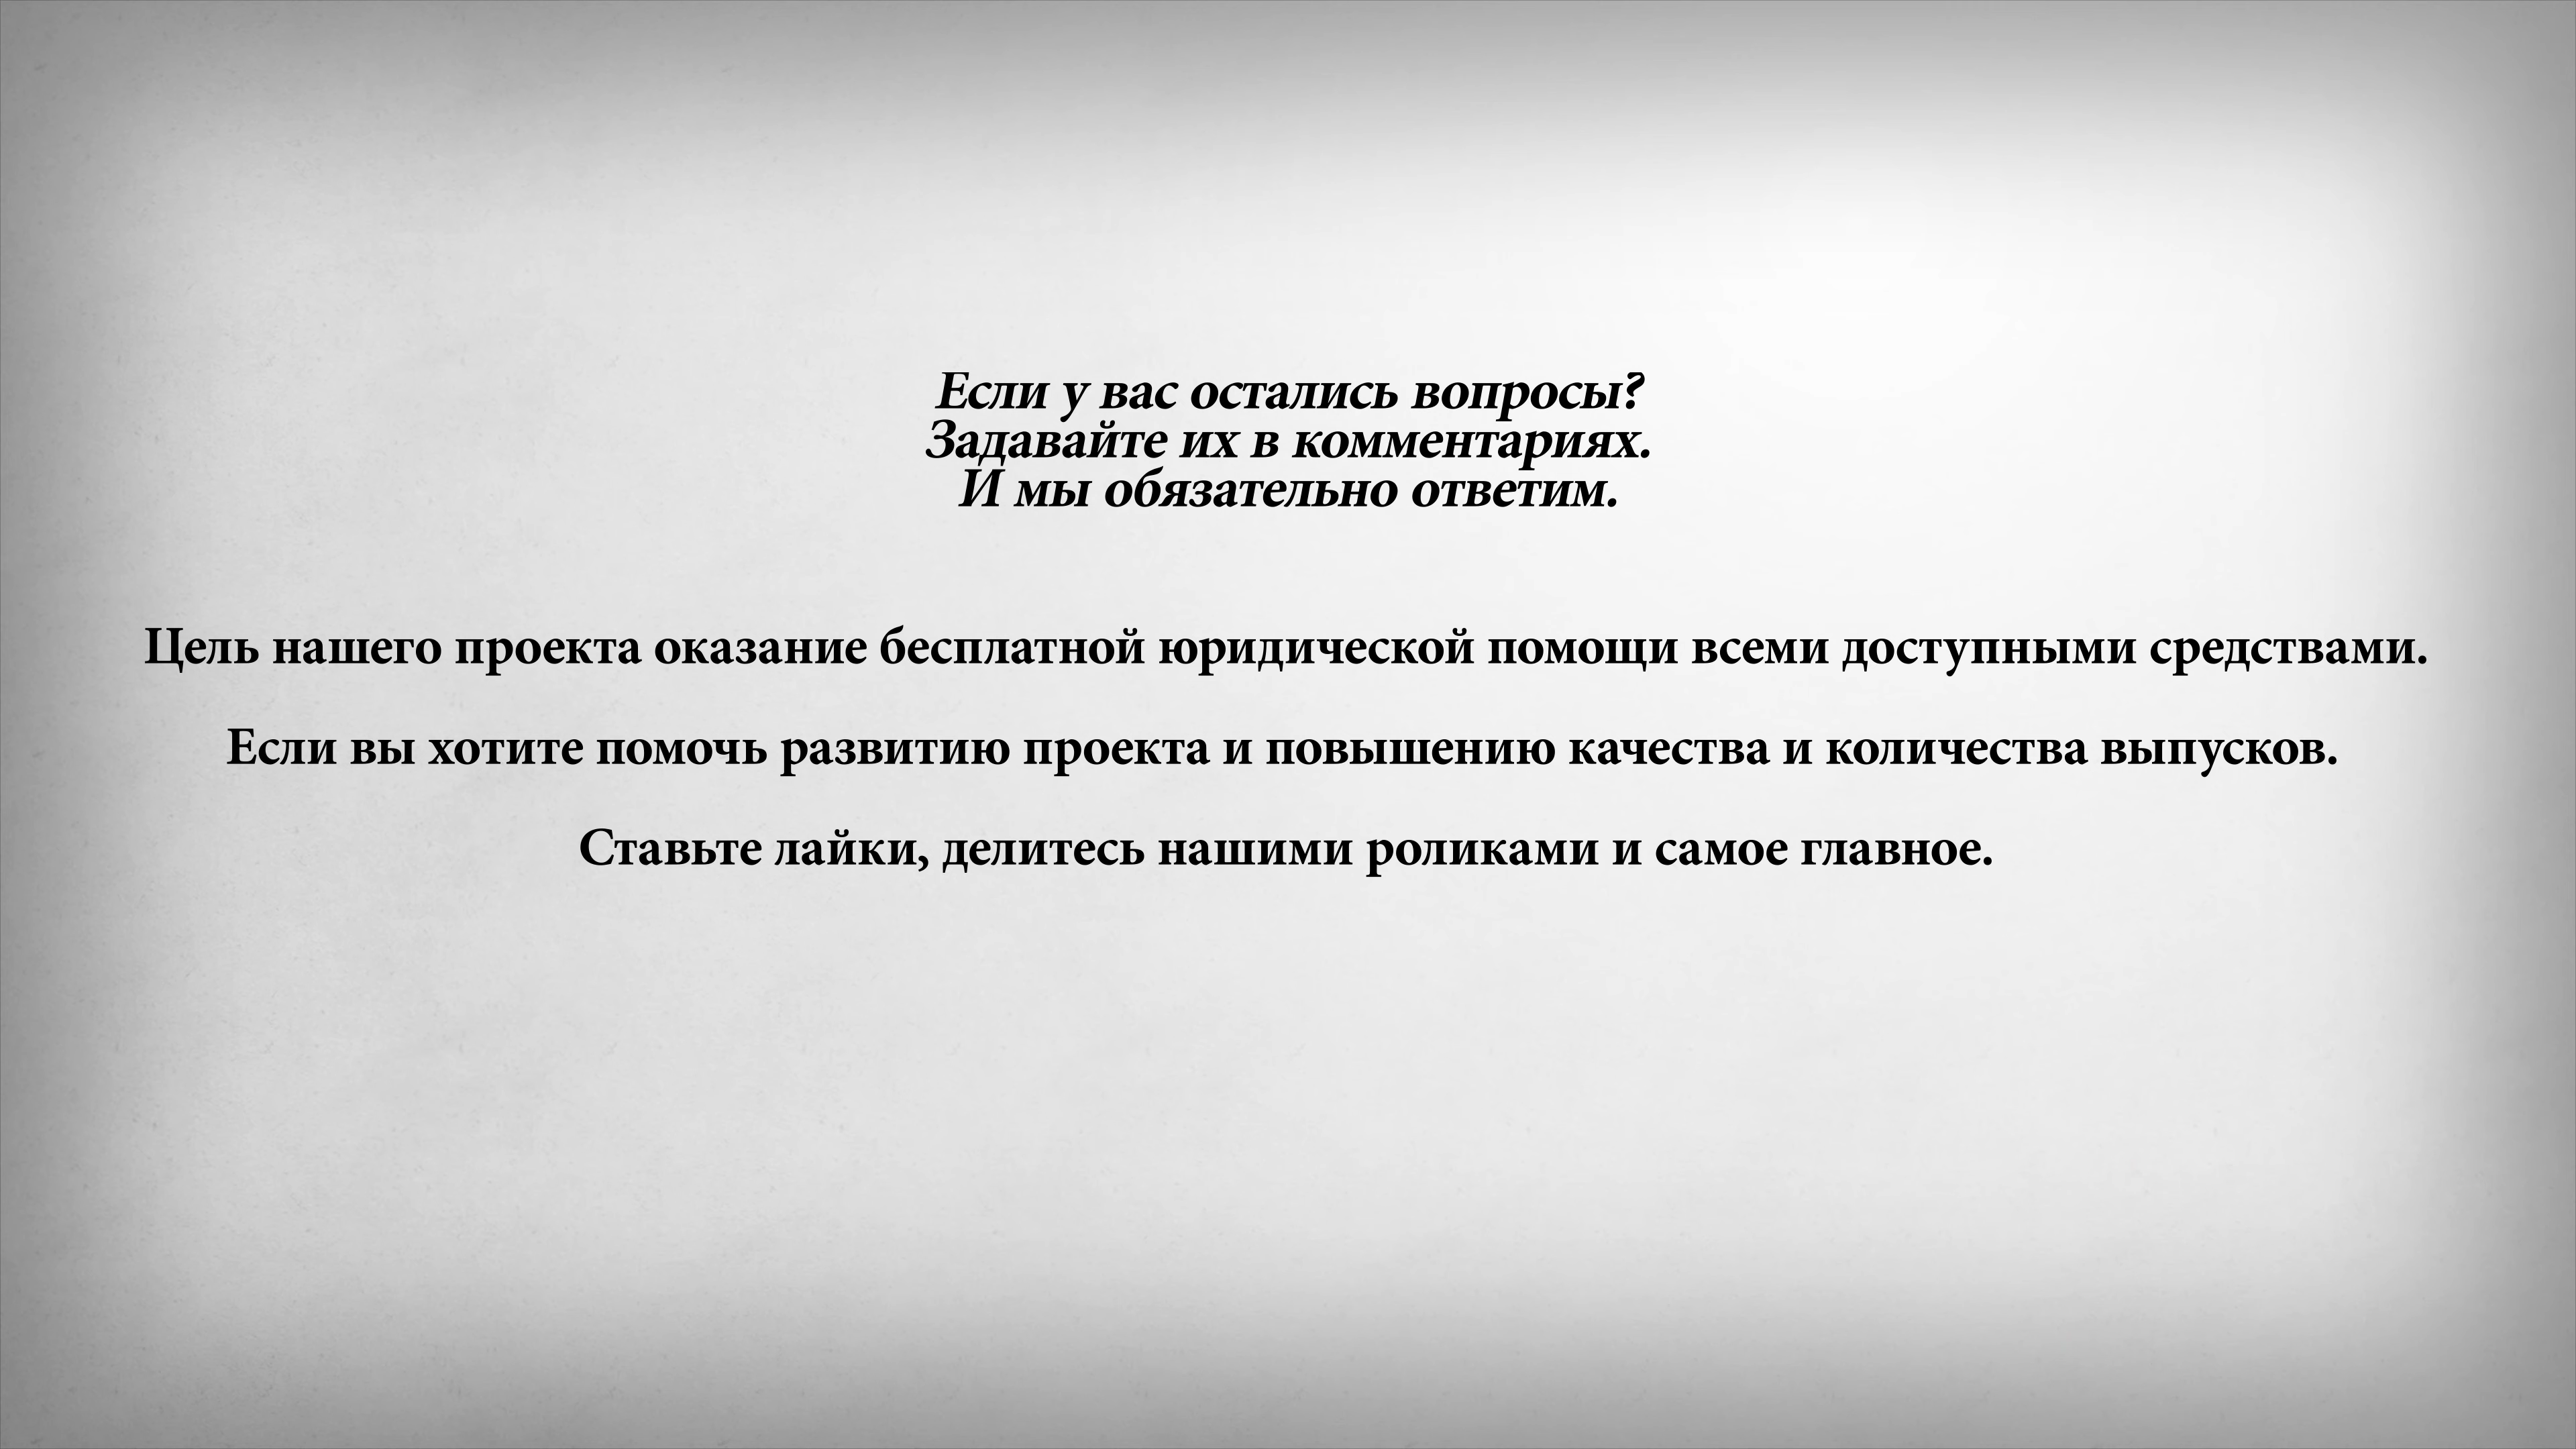 Если у вас остались вопросы?
Задавайте их в комментариях.
И мы обязательно ответим.
Цель нашего проекта оказание бесплатной юридической помощи всеми доступными средствами.
Если вы хотите помочь развитию проекта и повышению качества и количества выпусков.
Ставьте лайки, делитесь нашими роликами и самое главное.